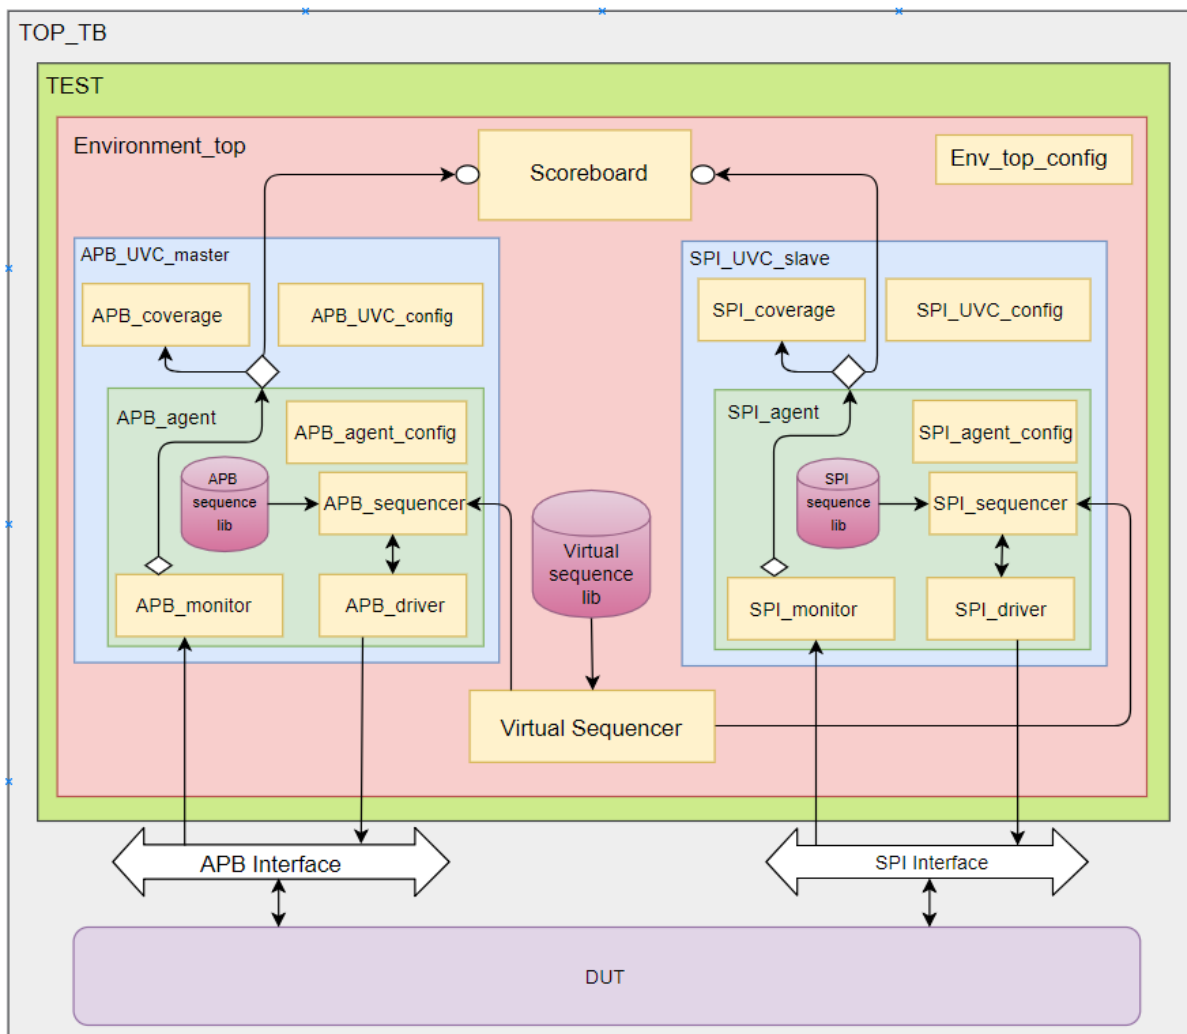 TOP_TB
TEST
Environment_top
Scoreboard
Env_top_config
APB_UVC_master
APB_coverage
APB_UVC_config
APB_agent
APB_agent_config
APB
sequence
lib
APB_sequencer
APB_monitor
APB_driver
Virtual
sequence
lib
Virtual Sequencer
SPI_UVC_slave
SPI_coverage
SPI_UVC_config
SPI_agent
SPI_agent_config
SPI
sequence
lib
SPI_sequencer
SPI_monitor
SPI_driver
APB Interface
SPI Interface
DUT